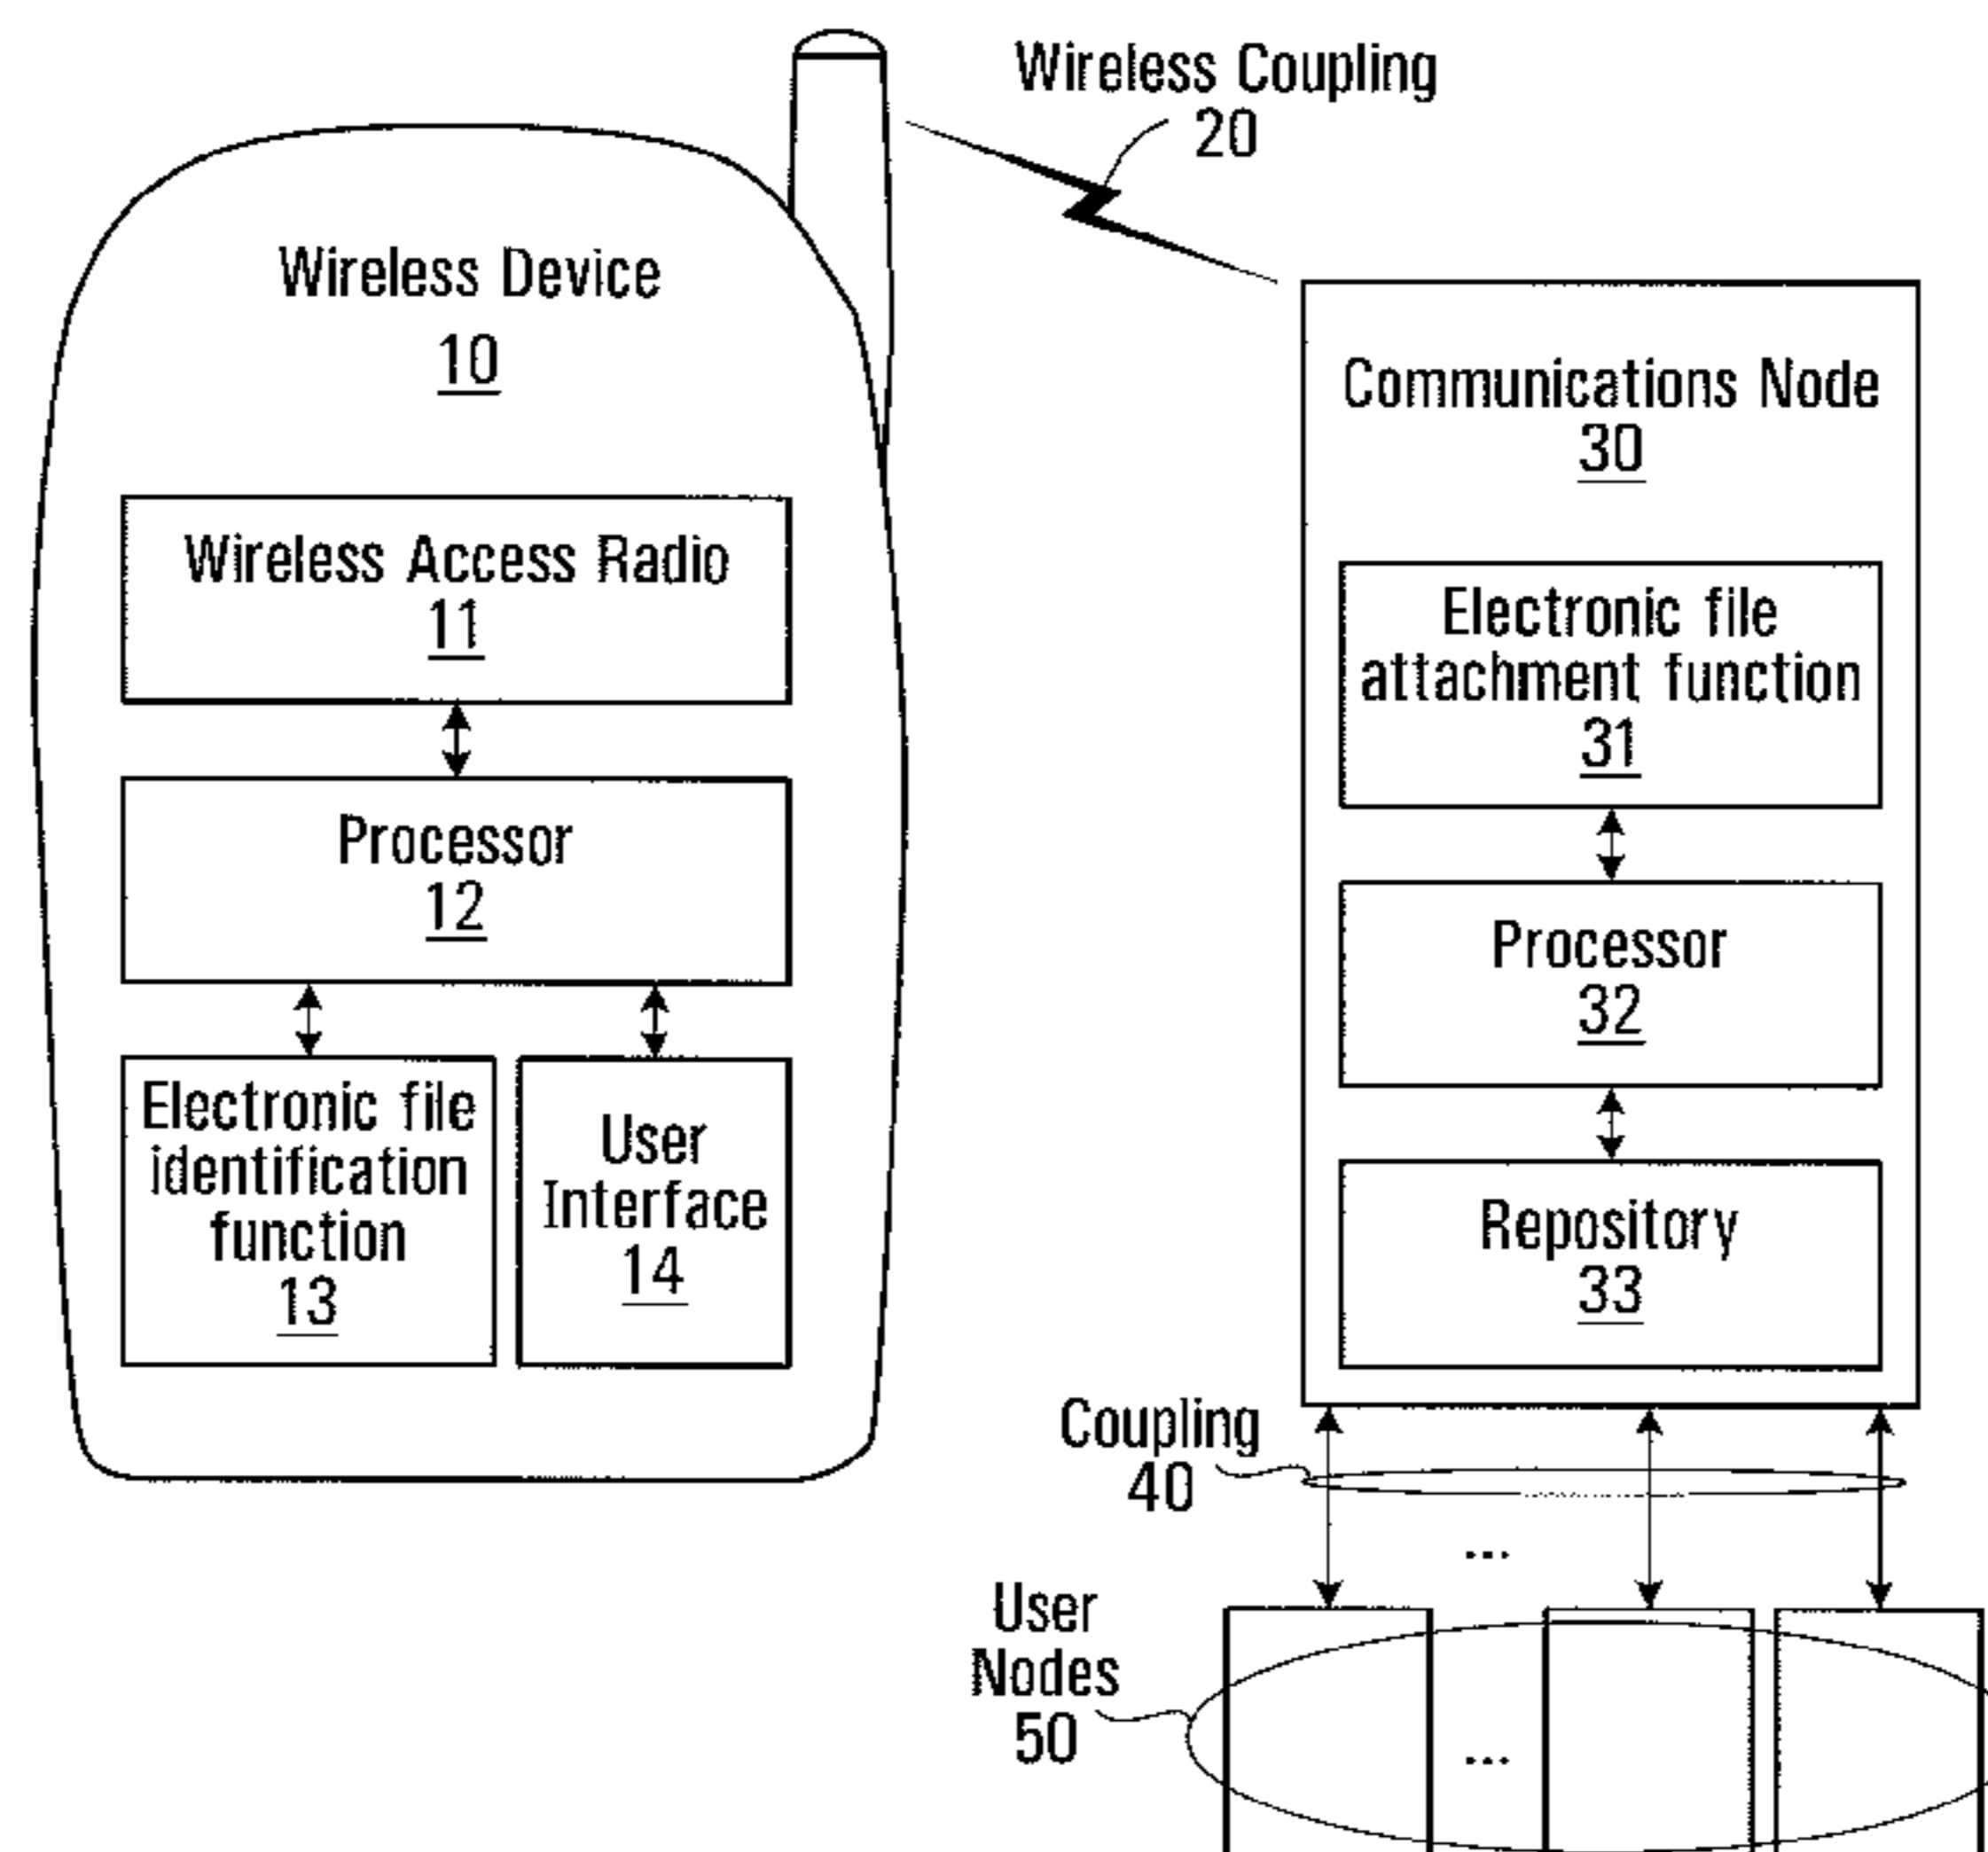 Wireless Coupling
20
Wireless Device
10
Wireless Access Radio
11
Processor
12
Electronic file
identification
function
13
User
Interface
14
Communications Node
30
Electronic file
attachment function
31
Processor
32
Repository
33
Coupling
40
...
User
Nodes
50
...